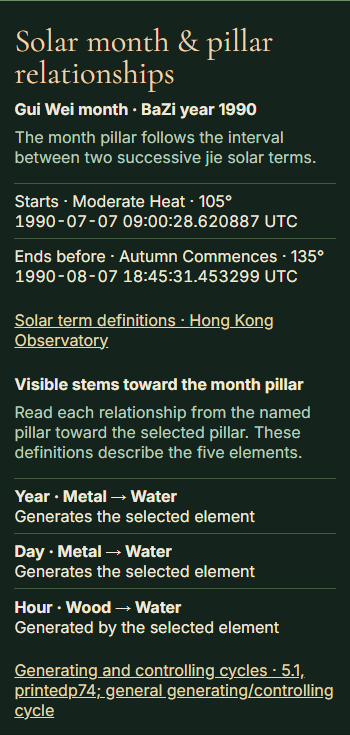 Solar month & pillar
relationships
Gui Wei month · BaZi year 1990
The month pillar follows the interval
between two successive jie solar terms.
Starts · Moderate Heat · 105°
1990-07-07 09:00:28.620887 UTC
Ends before · Autumn Commences · 135°
1990-08-07 18:45:31.453299 UTC
Solar term definitions · Hong Kong
Observatory
Visible stems toward the month pillar
Read each relationship from the named
pillar toward the selected pillar. These
definitions describe the five elements.
Year · Metal → Water
Generates the selected element
Day · Metal → Water
Generates the selected element
Hour · Wood → Water
Generated by the selected element
Generating and controlling cycles · 5.1,
printedp74; general generating/controlling
cycle